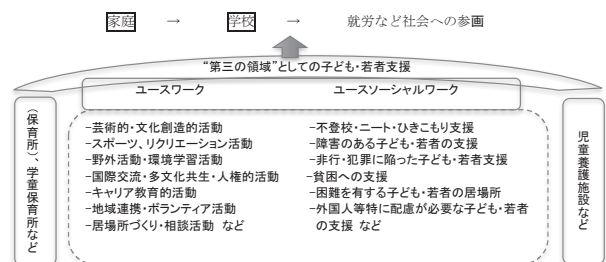 家庭 → 学校 → 就労など社会への参画
“第三の領域”としての子ども・若者支援
ユースワーク ユースソーシャルワーク
(保育所)、学童保育所など
-芸術的・文化創造的活動
-スポーツ、リクリエーション活動
-野外活動・環境学習活動
-国際交流・多文化共生・人権的活動
-キャリア教育的活動
-地域連携・ボランティア活動
-居場所づくり・相談活動 など
-不登校・ニート・ひきこもり支援
-障害のある子ども・若者の支援
-非行・犯罪に陥った子ども・若者支援
-貧困への支援
-困難を有する子ども・若者の居場所
-外国人等特に配慮が必要な子ども・若者
の支援 など
児童養護施設など